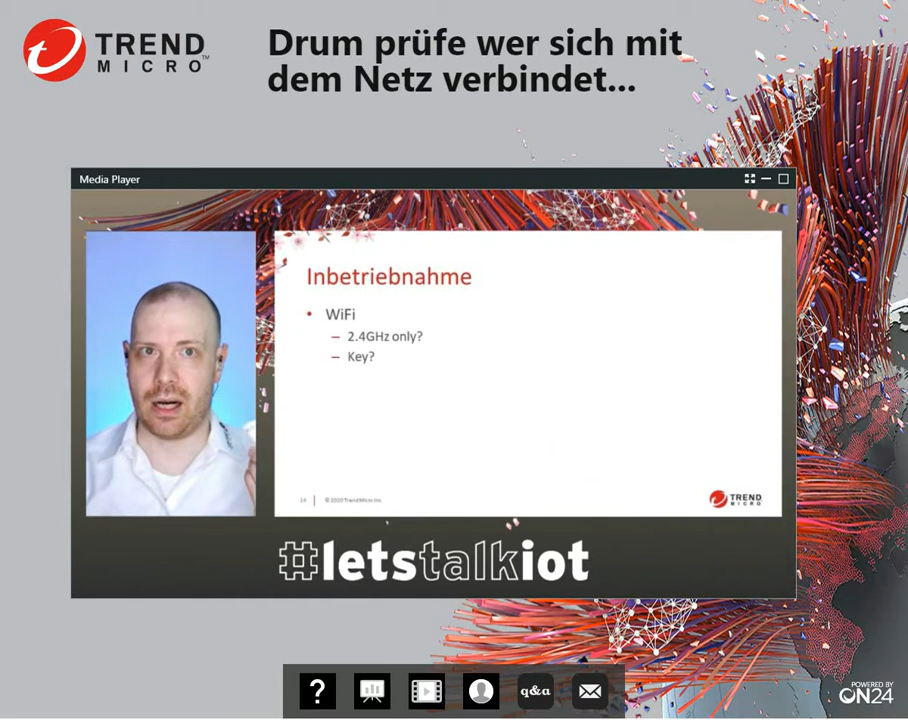 TREND
MICRO
Drum prüfe wer sich mit
dem Netz verbindet...
Media Player
Inbetriebnahme
• WiFi
– 2.4GHz only?
– Key?
14 | © 2020 Trend Micro Inc.
TREND
MICRO
#letstalkiot
?
q&a
POWERED BY
ON24